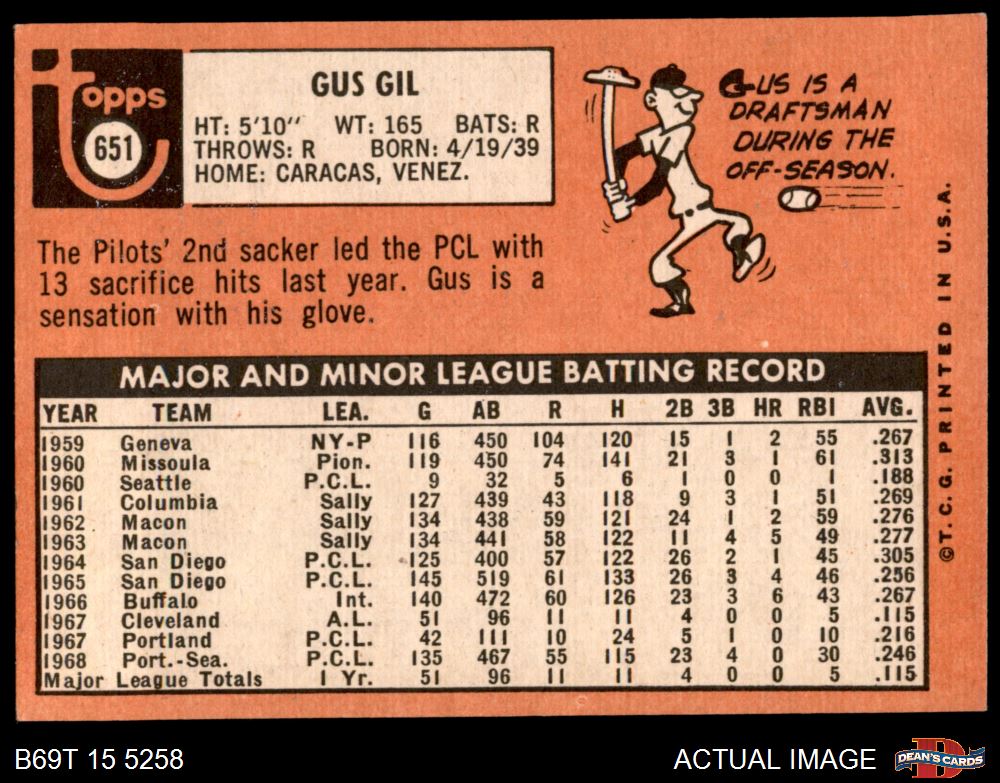 topps
651
GUS GIL
HT: 5'10" WT: 165 BATS: R
THROWS: R BORN: 4/19/39
HOME: CARACAS, VENEZ.
GUS IS A
DRAFTSMAN
DURING THE
OFF-SEASON.
The Pilots' 2nd sacker led the PCL with
13 sacrifice hits last year. Gus is a
sensation with his glove.
MAJOR AND MINOR LEAGUE BATTING RECORD
YEAR TEAM LEA. G AB R H 2B 3B HR RBI AVG.
1959 Geneva NY-P 116 450 104 120 15 1 2 55 .267
1960 Missoula Pion. 119 450 74 141 21 3 1 61 .313
1960 Seattle P.C.L. 9 32 5 6 1 0 0 1 .188
1961 Columbia Sally 127 439 43 118 9 3 1 51 .269
1962 Macon Sally 134 438 59 121 24 1 2 59 .276
1963 Macon Sally 134 441 58 122 11 4 5 49 .277
1964 San Diego P.C.L. 125 400 57 122 26 2 1 45 .305
1965 San Diego P.C.L. 145 519 61 133 26 3 4 46 .256
1966 Buffalo Int. 140 472 60 126 23 3 6 43 .267
1967 Cleveland A.L. 51 96 11 11 4 0 0 5 .115
1967 Portland P.C.L. 42 111 10 24 5 1 0 10 .216
1968 Port.-Sea. P.C.L. 135 467 55 115 23 4 0 30 .246
Major League Totals 1 Yr. 51 96 11 11 4 0 0 5 .115
©T. C. G. PRINTED IN U.S.A.
B69T 15 5258
ACTUAL IMAGE
D
DEAN'S CARDS